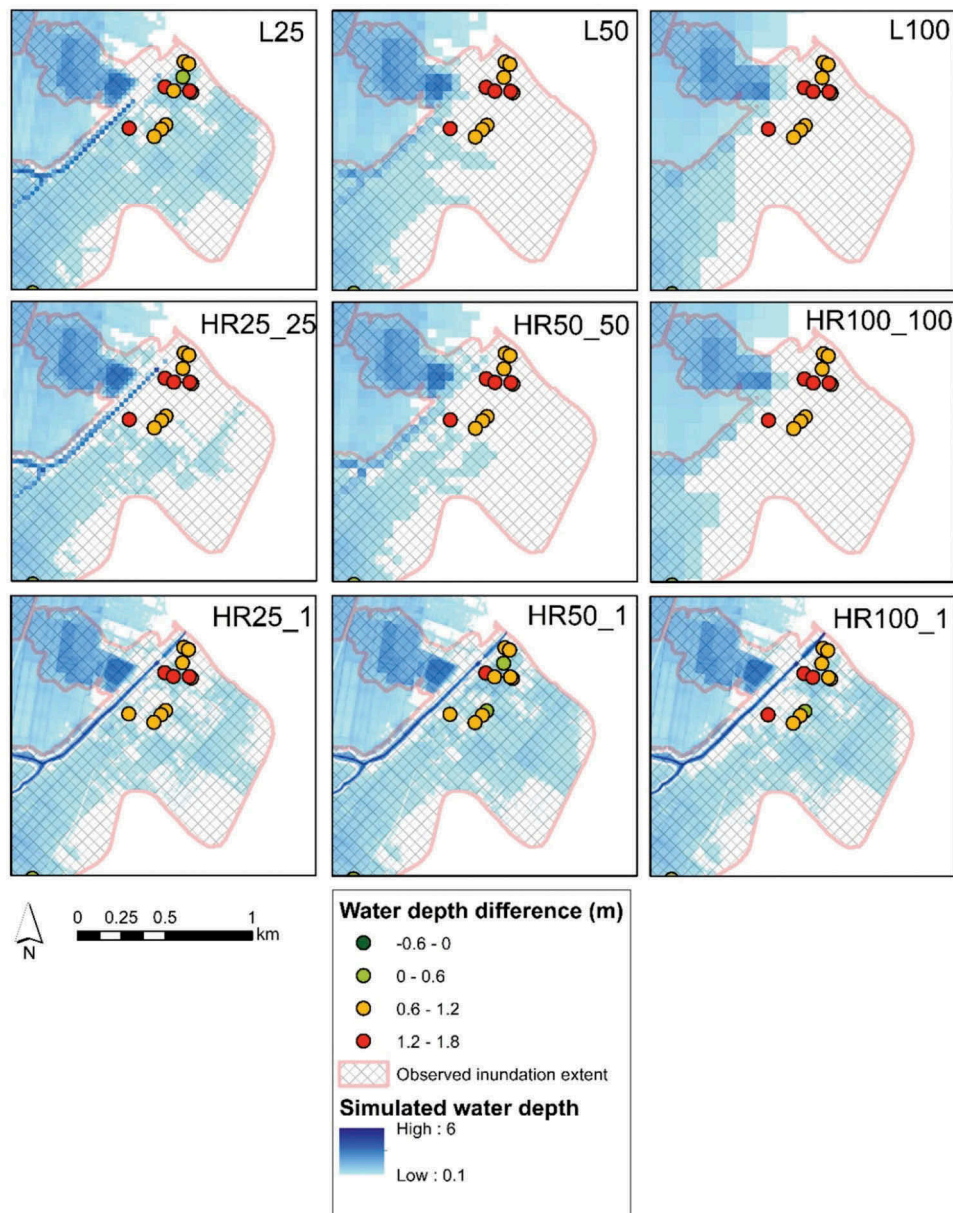 L25
L50
L100
HR25_25
HR50_50
HR100_100
HR25_1
HR50_1
HR100_1
N
0 0.25 0.5 1
km
Water depth difference (m)
-0.6 - 0
0 - 0.6
0.6 - 1.2
1.2 - 1.8
Observed inundation extent
Simulated water depth
High : 6
Low : 0.1